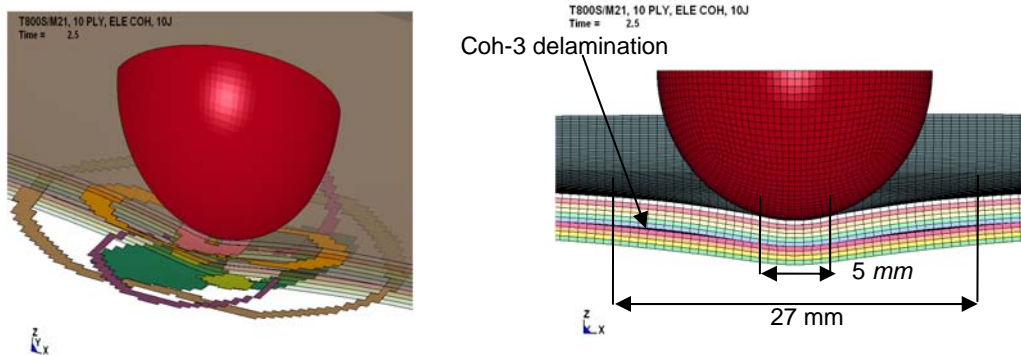 T800S/M21, 10 PLY, ELE COH, 10J
Time = 2.5
Z
Y
X
T800S/M21, 10 PLY, ELE COH, 10J
Time = 2.5
Coh-3 delamination
5 mm
27 mm
Z
X